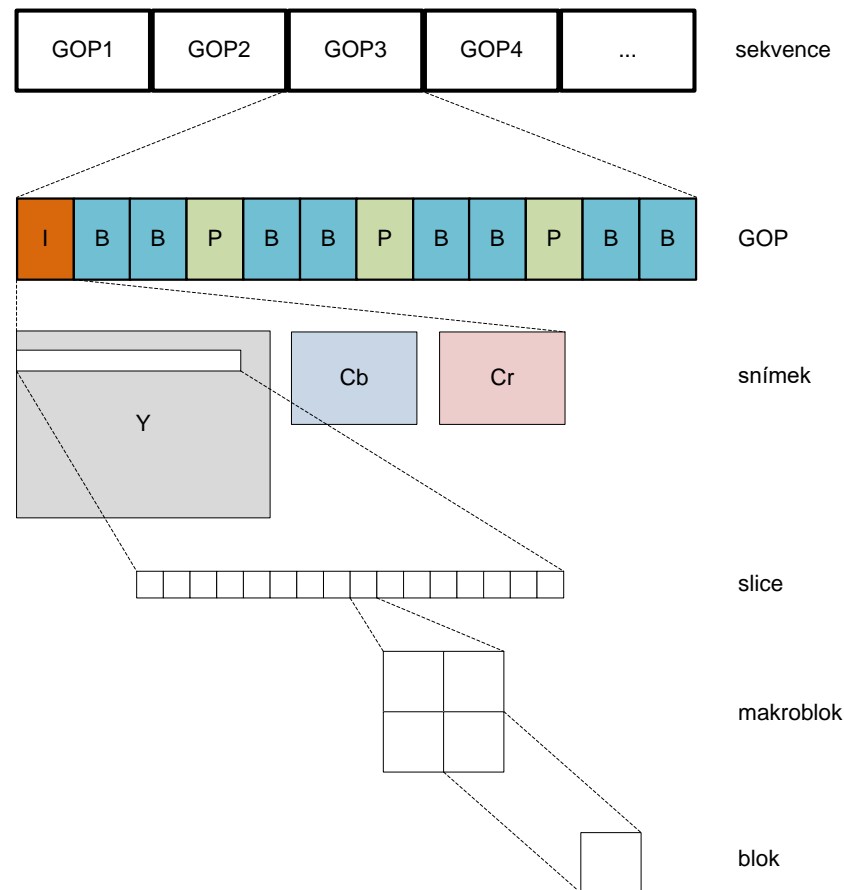 GOP1 GOP2 GOP3 GOP4 ... sekvence
I B B P B B P B B P B B GOP
Y Cb Cr snímek
slice
makroblok
blok